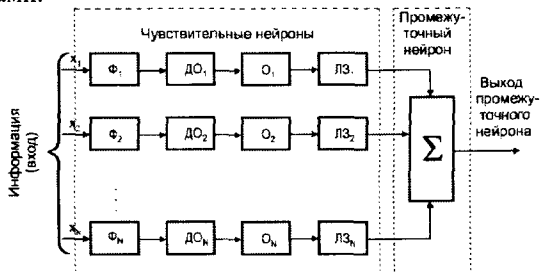 Чувствительные нейроны
Промежу-
точный
нейрон
Информация
(вход)
x₁ Ф₁ ДО₁ О₁ ЛЗ₁
x₂ Ф₂ ДО₂ О₂ ЛЗ₂
xN ФN ДОN ОN ЛЗN
Σ
Выход
промежу-
точного
нейрона